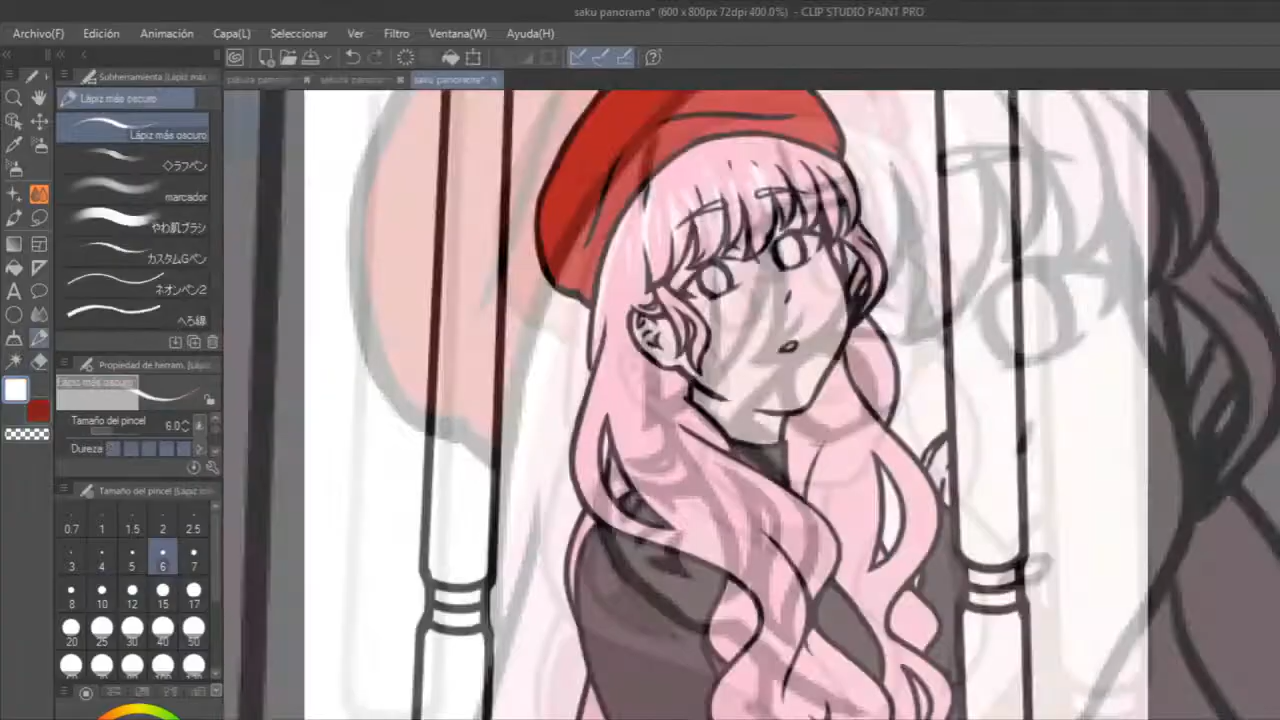 saku panorama* (600 x 800px 72dpi 400.0%) - CLIP STUDIO PAINT PRO
Archivo(F) Edición Animación Capa(L) Seleccionar Ver Filtro Ventana(W) Ayuda(H)
saku panorama*
Subherramienta (Lápiz más
Lápiz más oscuro
Lápiz más oscuro
◇ラフペン
marcador
やわ肌ブラシ
カスタムGペン
ネオンペン2
へろ線
Propiedad de herram. (Lápiz
Lápiz más oscuro
Tamaño del pincel 6.0
Dureza
Tamaño del pincel (Lápiz m
0.7 1 1.5 2 2.5
3 4 5 6 7
8 10 12 15 17
20 25 30 40 50